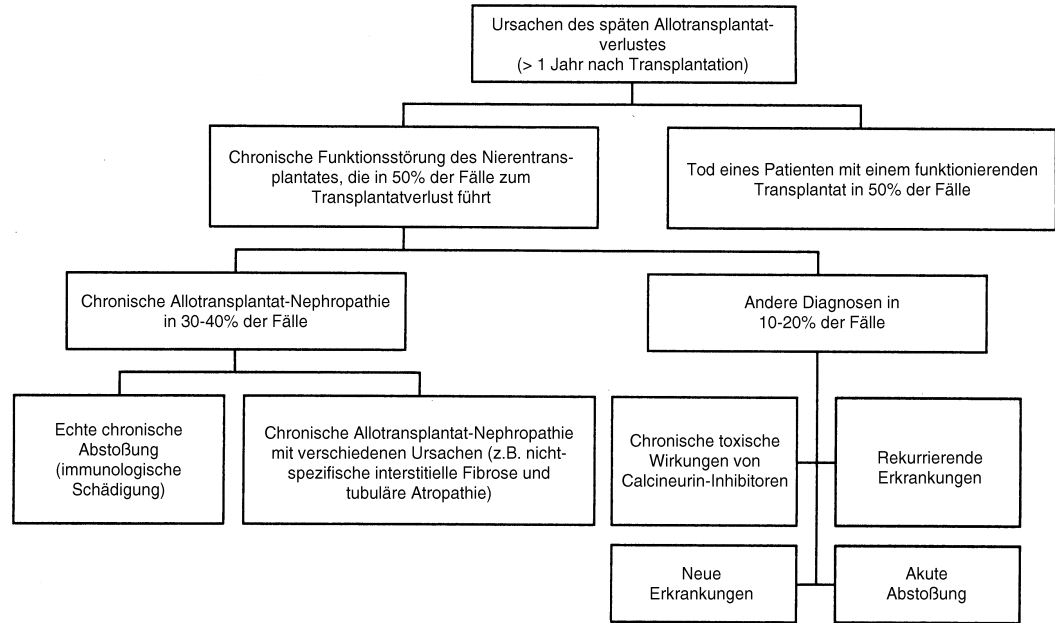 Ursachen des späten Allotransplantat-
verlustes
(> 1 Jahr nach Transplantation)
Chronische Funktionsstörung des Nierentrans-
plantates, die in 50% der Fälle zum
Transplantatverlust führt
Tod eines Patienten mit einem funktionierenden
Transplantat in 50% der Fälle
Chronische Allotransplantat-Nephropathie
in 30-40% der Fälle
Andere Diagnosen in
10-20% der Fälle
Echte chronische
Abstoßung
(immunologische
Schädigung)
Chronische Allotransplantat-Nephropathie
mit verschiedenen Ursachen (z.B. nicht-
spezifische interstitielle Fibrose und
tubuläre Atropathie)
Chronische toxische
Wirkungen von
Calcineurin-Inhibitoren
Rekurrierende
Erkrankungen
Neue
Erkrankungen
Akute
Abstoßung